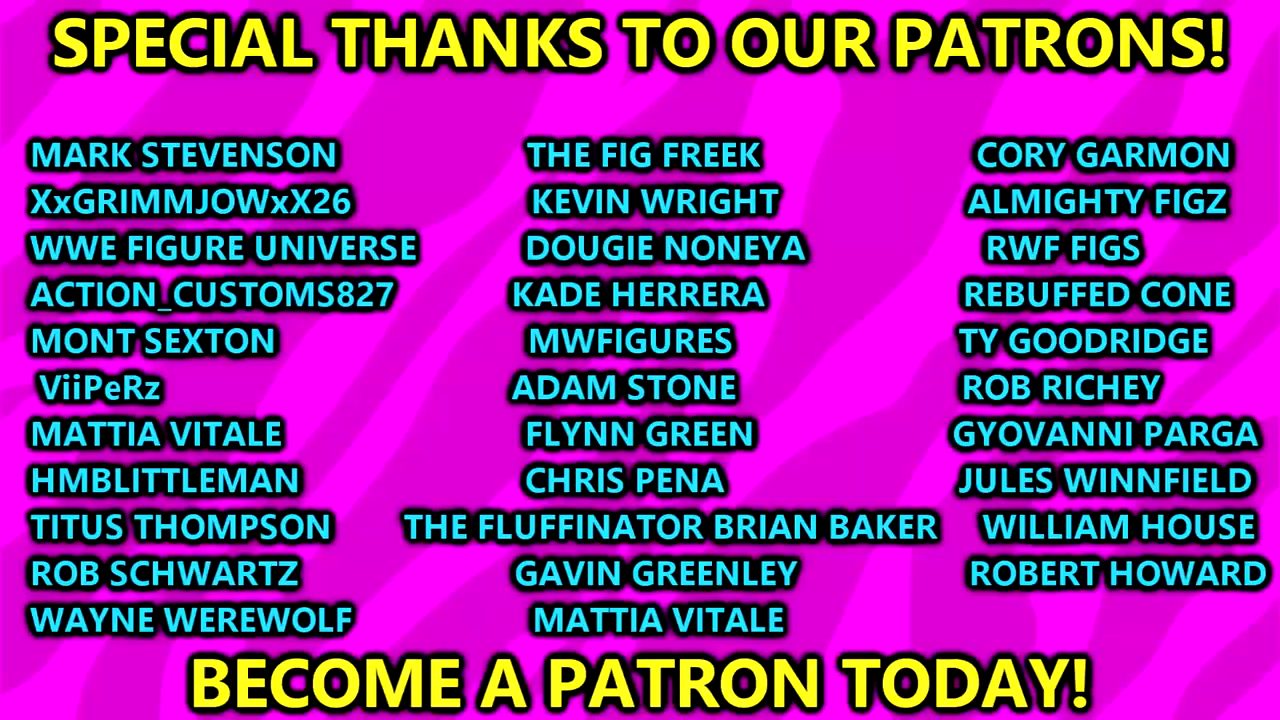 SPECIAL THANKS TO OUR PATRONS!
MARK STEVENSON THE FIG FREEK CORY GARMON
XxGRIMMJOWxX26 KEVIN WRIGHT ALMIGHTY FIGZ
WWE FIGURE UNIVERSE DOUGIE NONEYA RWF FIGS
ACTION_CUSTOMS827 KADE HERRERA REBUFFED CONE
MONT SEXTON MWFIGURES TY GOODRIDGE
ViiPeRz ADAM STONE ROB RICHEY
MATTIA VITALE FLYNN GREEN GYOVANNI PARGA
HMBLITTLEMAN CHRIS PENA JULES WINNFIELD
TITUS THOMPSON THE FLUFFINATOR BRIAN BAKER WILLIAM HOUSE
ROB SCHWARTZ GAVIN GREENLEY ROBERT HOWARD
WAYNE WEREWOLF MATTIA VITALE
BECOME A PATRON TODAY!